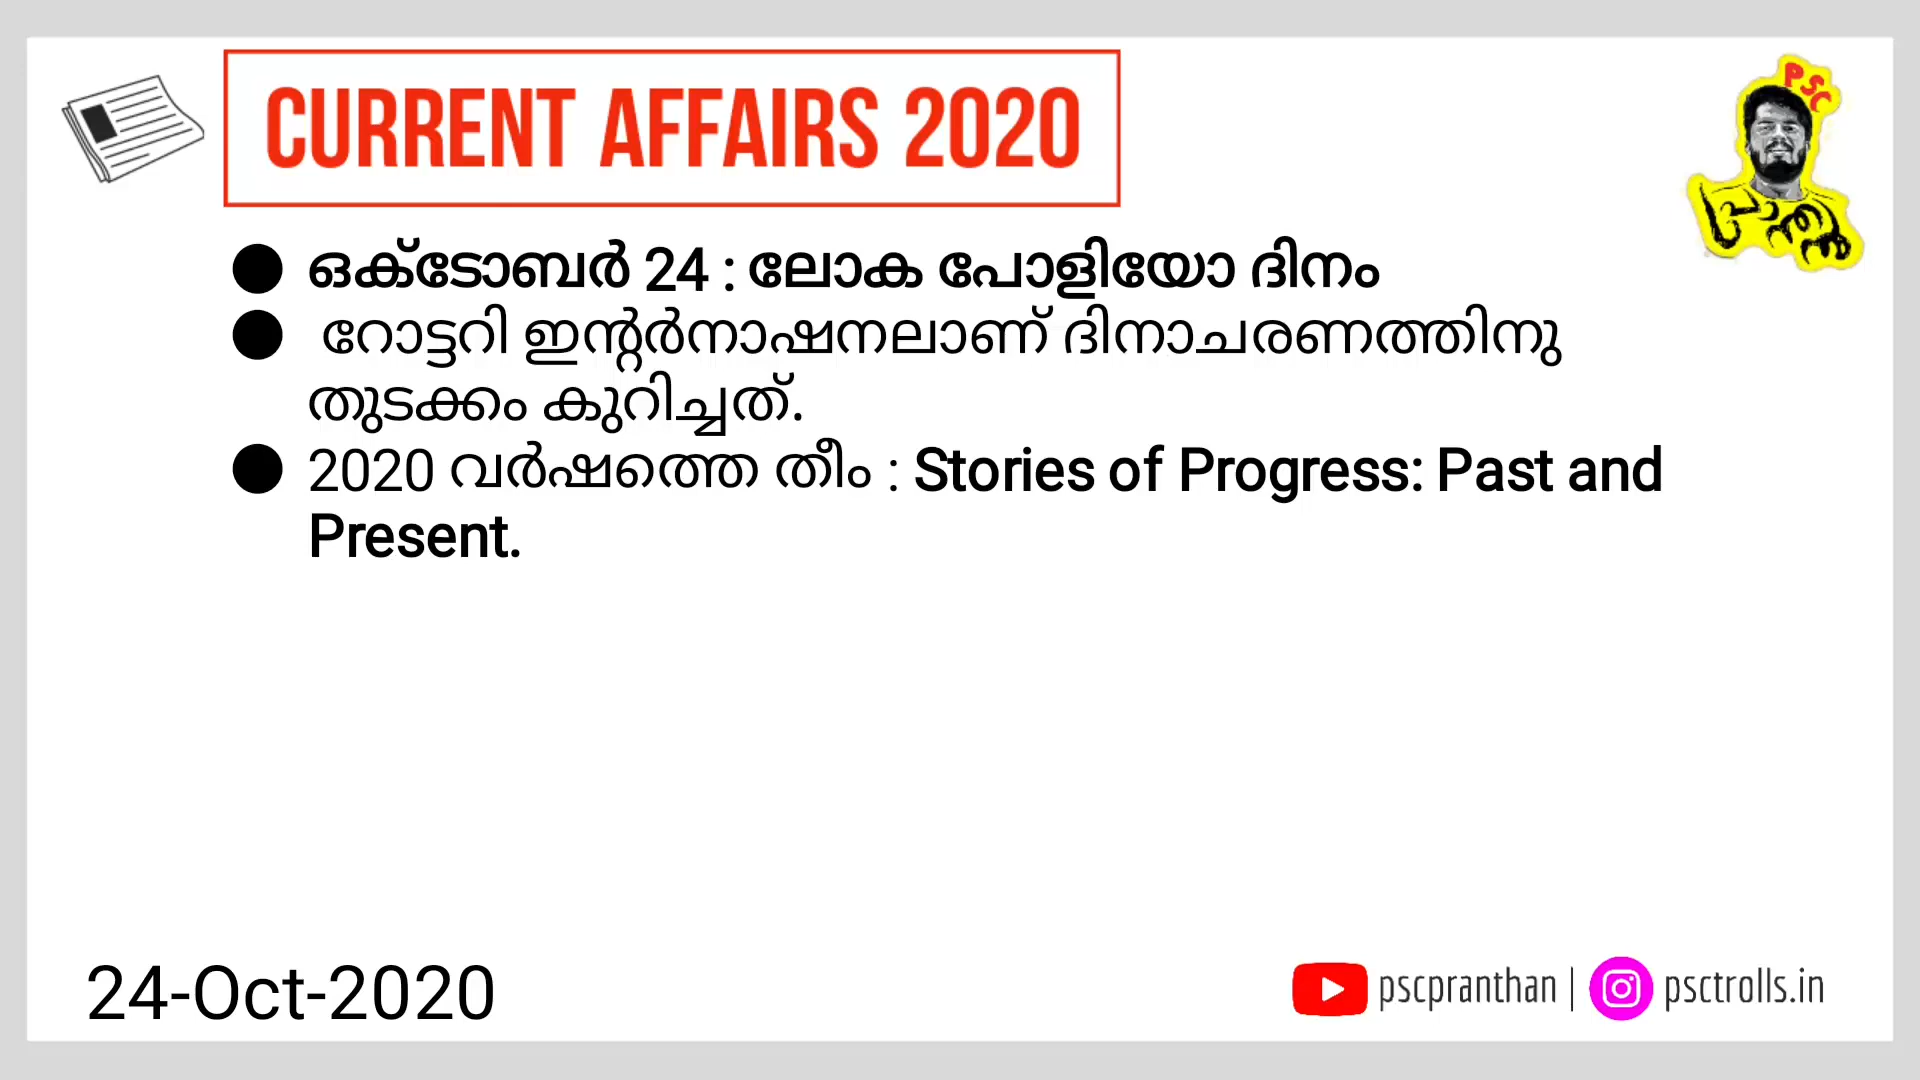 CURRENT AFFAIRS 2020
PSC
പ്രാന്തൻ
● ഒക്ടോബർ 24 : ലോക പോളിയോ ദിനം
● റോട്ടറി ഇന്റർനാഷനലാണ് ദിനാചരണത്തിനു
തുടക്കം കുറിച്ചത്.
● 2020 വർഷത്തെ തീം : Stories of Progress: Past and
Present.
24-Oct-2020
pscpranthan | psctrolls.in